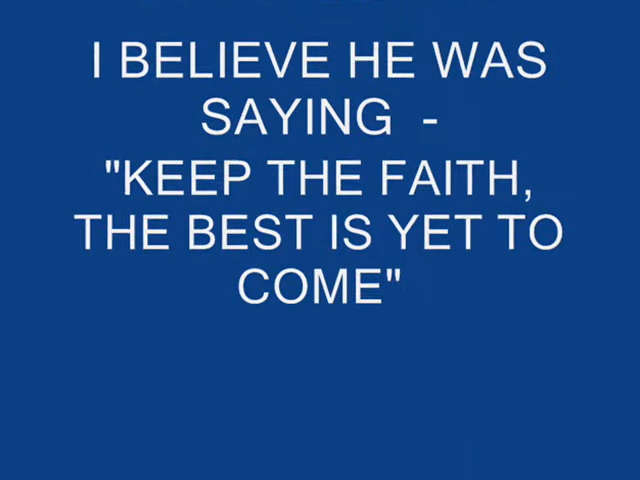 I BELIEVE HE WAS
SAYING -
"KEEP THE FAITH,
THE BEST IS YET TO
COME"